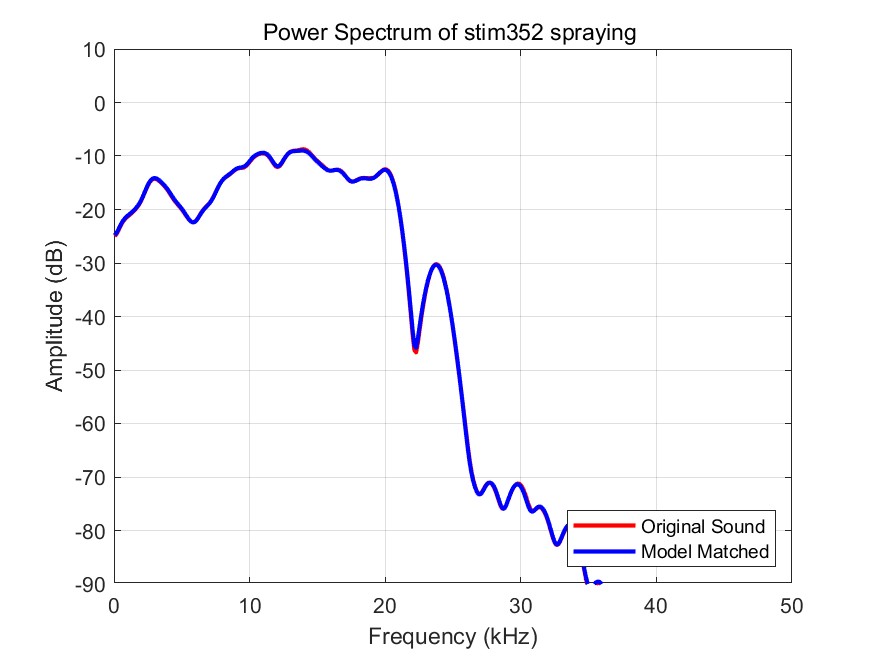 Power Spectrum of stim352 spraying
10
0
-10
-20
-30
-40
-50
-60
-70
-80
-90
Amplitude (dB)
Original Sound
Model Matched
0 10 20 30 40 50
Frequency (kHz)